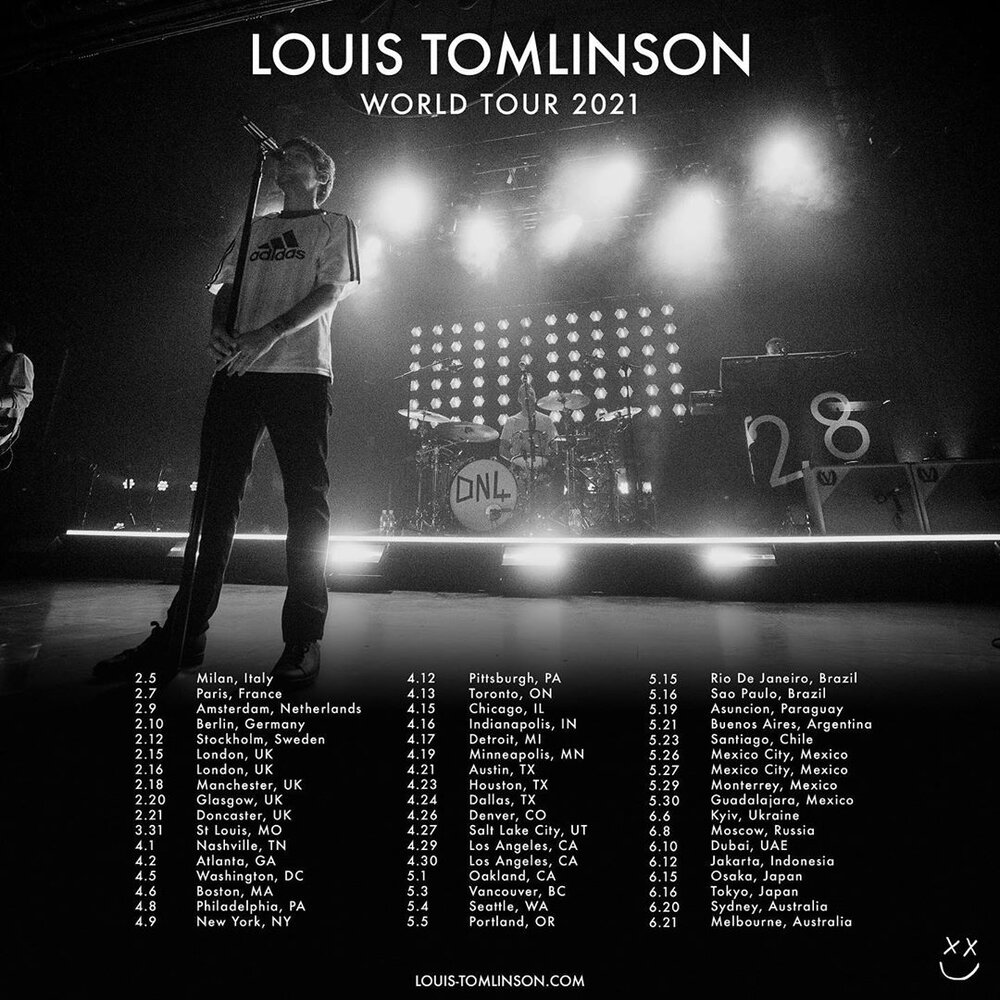 LOUIS TOMLINSON
WORLD TOUR 2021
adidas
28
DNL
2.5 Milan, Italy
2.7 Paris, France
2.9 Amsterdam, Netherlands
2.10 Berlin, Germany
2.12 Stockholm, Sweden
2.15 London, UK
2.16 London, UK
2.18 Manchester, UK
2.20 Glasgow, UK
2.21 Doncaster, UK
3.31 St Louis, MO
4.1 Nashville, TN
4.2 Atlanta, GA
4.5 Washington, DC
4.6 Boston, MA
4.8 Philadelphia, PA
4.9 New York, NY
4.12 Pittsburgh, PA
4.13 Toronto, ON
4.15 Chicago, IL
4.16 Indianapolis, IN
4.17 Detroit, MI
4.19 Minneapolis, MN
4.21 Austin, TX
4.23 Houston, TX
4.24 Dallas, TX
4.26 Denver, CO
4.27 Salt Lake City, UT
4.29 Los Angeles, CA
4.30 Los Angeles, CA
5.1 Oakland, CA
5.3 Vancouver, BC
5.4 Seattle, WA
5.5 Portland, OR
5.15 Rio De Janeiro, Brazil
5.16 Sao Paulo, Brazil
5.19 Asuncion, Paraguay
5.21 Buenos Aires, Argentina
5.23 Santiago, Chile
5.26 Mexico City, Mexico
5.27 Mexico City, Mexico
5.29 Monterrey, Mexico
5.30 Guadalajara, Mexico
6.6 Kyiv, Ukraine
6.8 Moscow, Russia
6.10 Dubai, UAE
6.12 Jakarta, Indonesia
6.15 Osaka, Japan
6.16 Tokyo, Japan
6.20 Sydney, Australia
6.21 Melbourne, Australia
LOUIS-TOMLINSON.COM